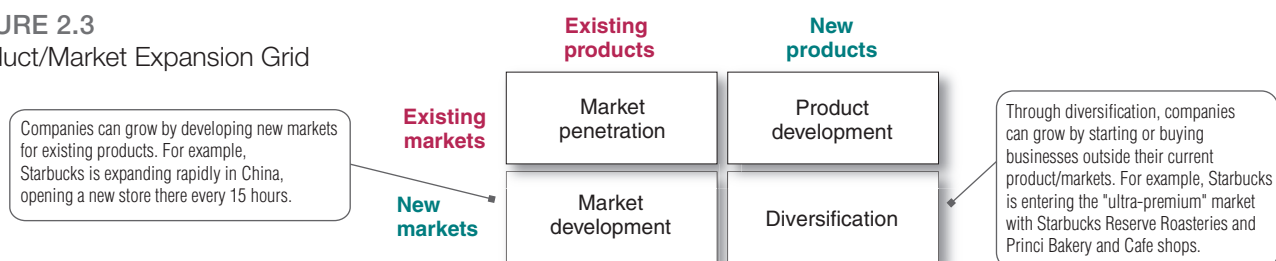 URE 2.3
uct/Market Expansion Grid
Existing
products
New
products
Existing
markets
Market
penetration
Product
development
New
markets
Market
development
Diversification
Companies can grow by developing new markets
for existing products. For example,
Starbucks is expanding rapidly in China,
opening a new store there every 15 hours.
Through diversification, companies
can grow by starting or buying
businesses outside their current
product/markets. For example, Starbucks
is entering the "ultra-premium" market
with Starbucks Reserve Roasteries and
Princi Bakery and Cafe shops.